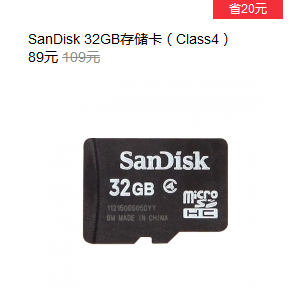 省20元
SanDisk 32GB存储卡（Class4）
89元 109元
SanDisk
32GB 4
micro
SD
HC
BM MADE IN CHINA